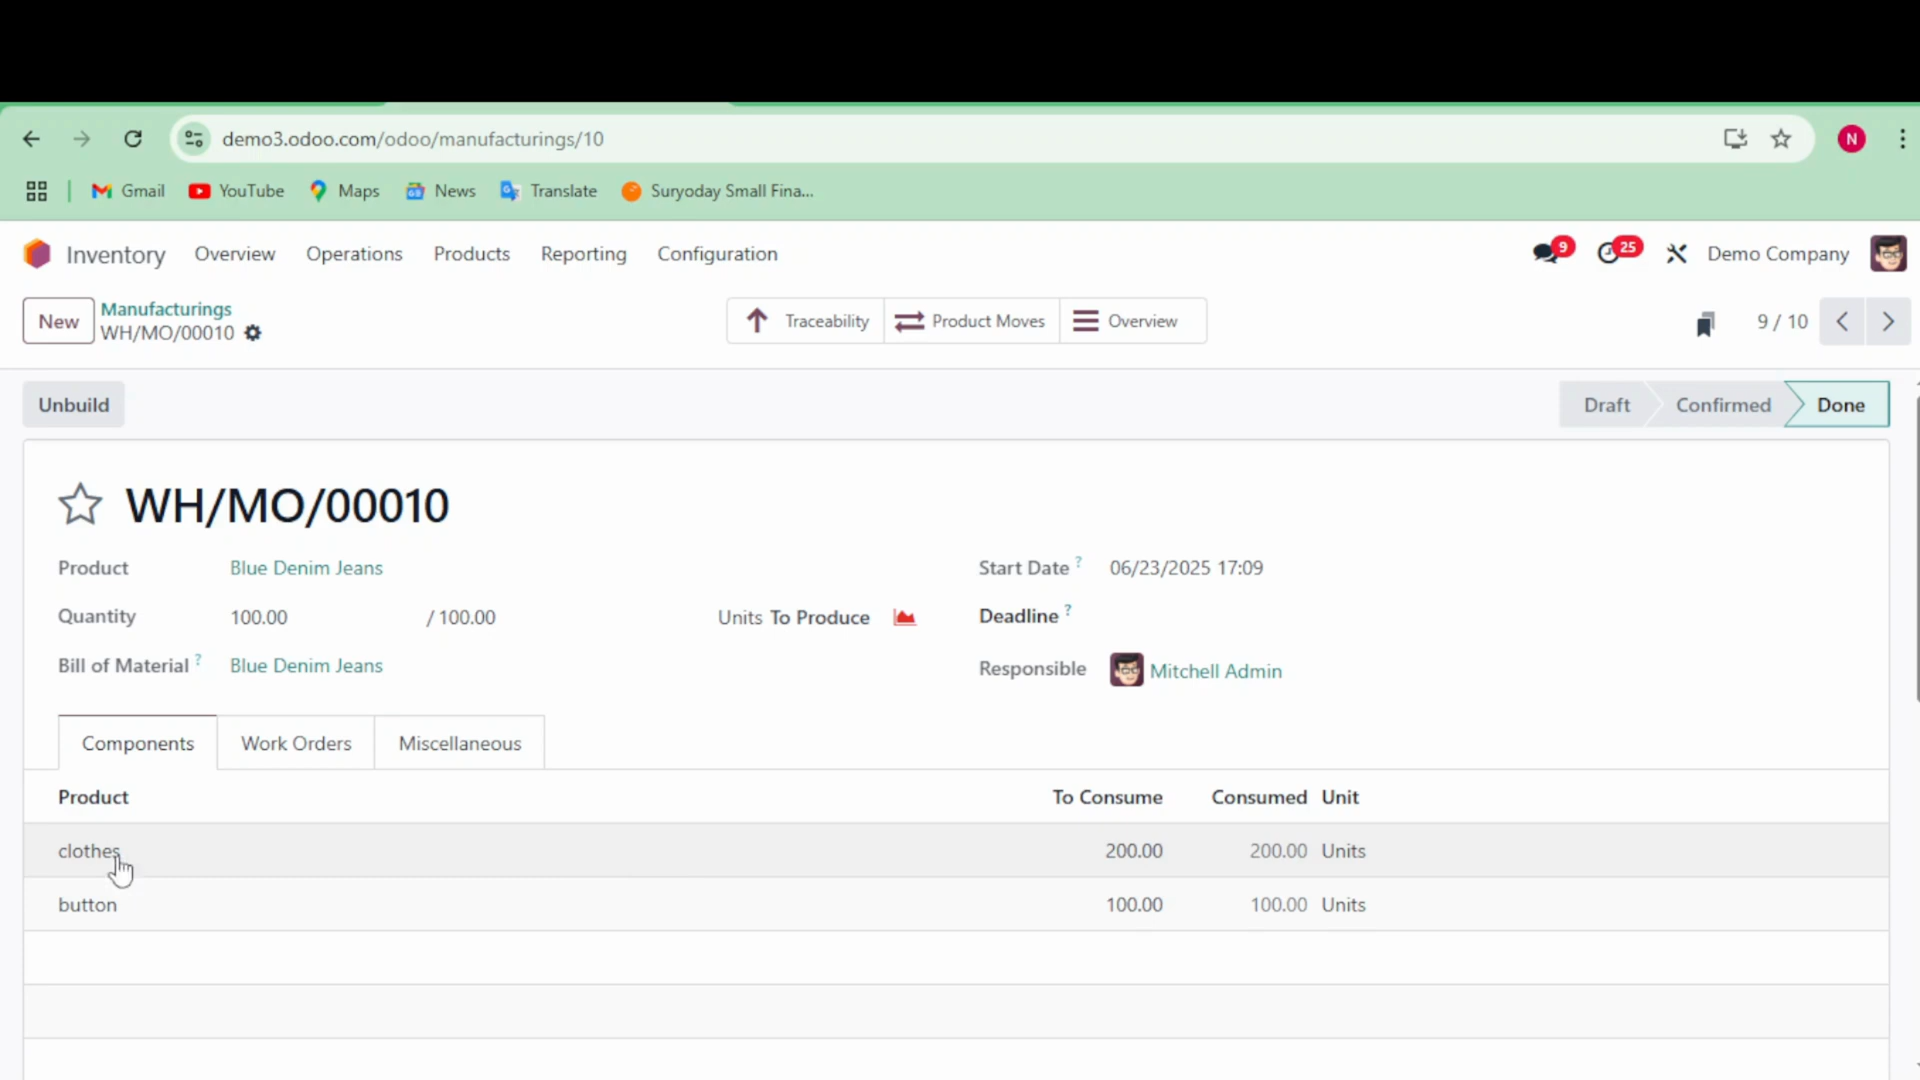 demo3.odoo.com/odoo/manufacturings/10
N
Gmail YouTube Maps News Translate Suryoday Small Fina...
Inventory Overview Operations Products Reporting Configuration 9 25 Demo Company
New Manufacturings
WH/MO/00010
Traceability Product Moves Overview 9 / 10
Unbuild Draft Confirmed Done
WH/MO/00010
Product Blue Denim Jeans Start Date ? 06/23/2025 17:09
Quantity 100.00 / 100.00 Units To Produce Deadline ?
Bill of Material ? Blue Denim Jeans Responsible Mitchell Admin
Components Work Orders Miscellaneous
Product To Consume Consumed Unit
clothes 200.00 200.00 Units
button 100.00 100.00 Units